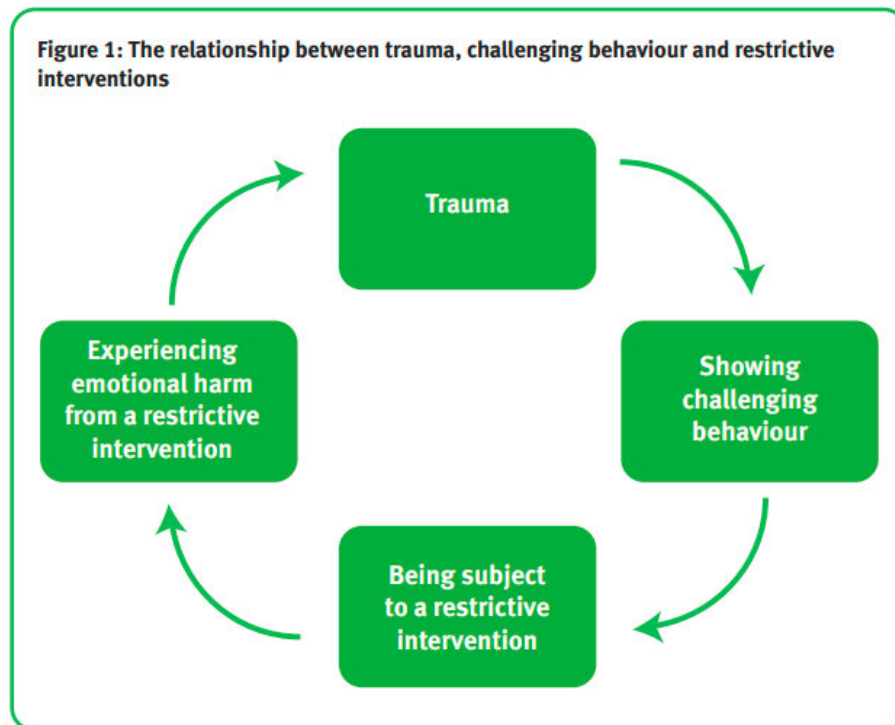 Figure 1: The relationship between trauma, challenging behaviour and restrictive
interventions
Trauma
Showing
challenging
behaviour
Being subject
to a restrictive
intervention
Experiencing
emotional harm
from a restrictive
intervention